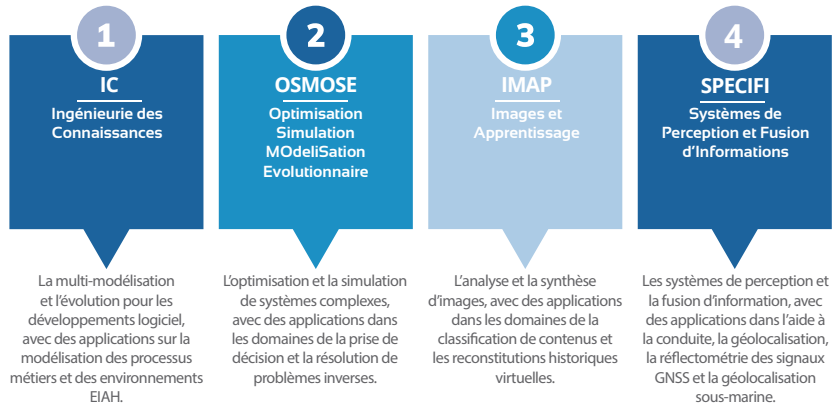 1
IC
Ingénierie des
Connaissances
La multi-modélisation
et l'évolution pour les
développements logiciel,
avec des applications sur la
modélisation des processus
métiers et des environnements
EIAH.
2
OSMOSE
Optimisation
Simulation
MOdeliSation
Evolutionnaire
L'optimisation et la simulation
de systèmes complexes,
avec des applications dans
les domaines de la prise de
décision et la résolution de
problèmes inverses.
3
IMAP
Images et
Apprentissage
L'analyse et la synthèse
d'images, avec des applications
dans les domaines de la
classification de contenus et
les reconstitutions historiques
virtuelles.
4
SPECIFI
Systèmes de
Perception et Fusion
d'Informations
Les systèmes de perception et
la fusion d'information, avec
des applications dans l'aide à
la conduite, la géolocalisation,
la réflectométrie des signaux
GNSS et la géolocalisation
sous-marine.